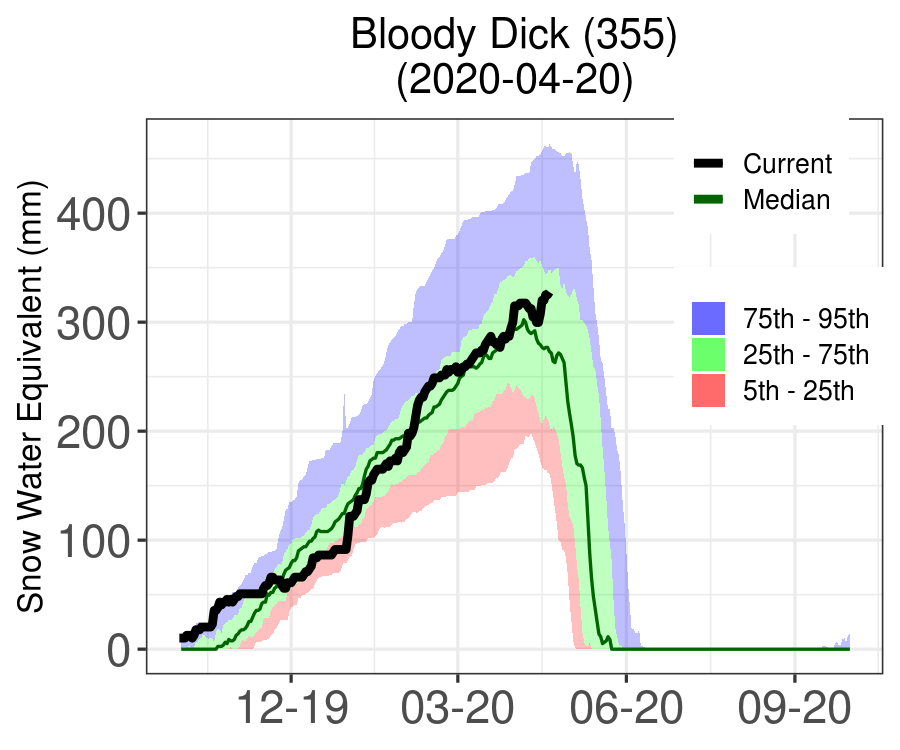 Bloody Dick (355)
(2020-04-20)
Snow Water Equivalent (mm)
400
300
200
100
0
12-19
03-20
06-20
09-20
Current
Median
75th - 95th
25th - 75th
5th - 25th